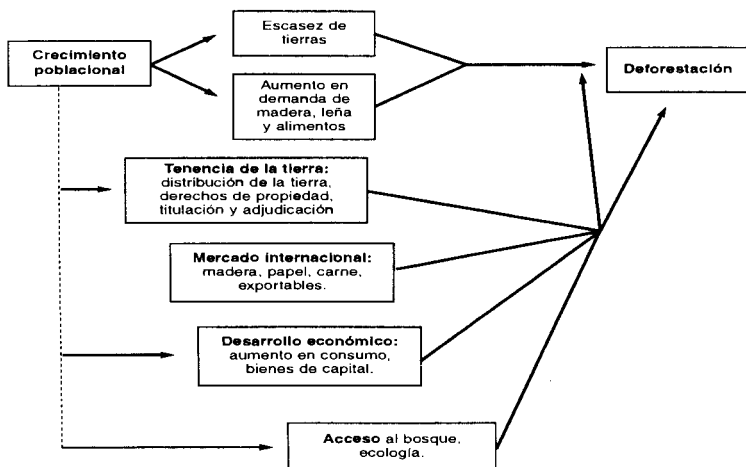 Escasez de
tierras
Crecimiento
poblacional
Deforestación
Aumento en
demanda de
madera, leña
y alimentos
Tenencia de la tierra:
distribución de la tierra,
derechos de propiedad,
titulación y adjudicación
Mercado internacional:
madera, papel, carne,
exportables.
Desarrollo económico:
aumento en consumo,
bienes de capital.
Acceso al bosque,
ecología.